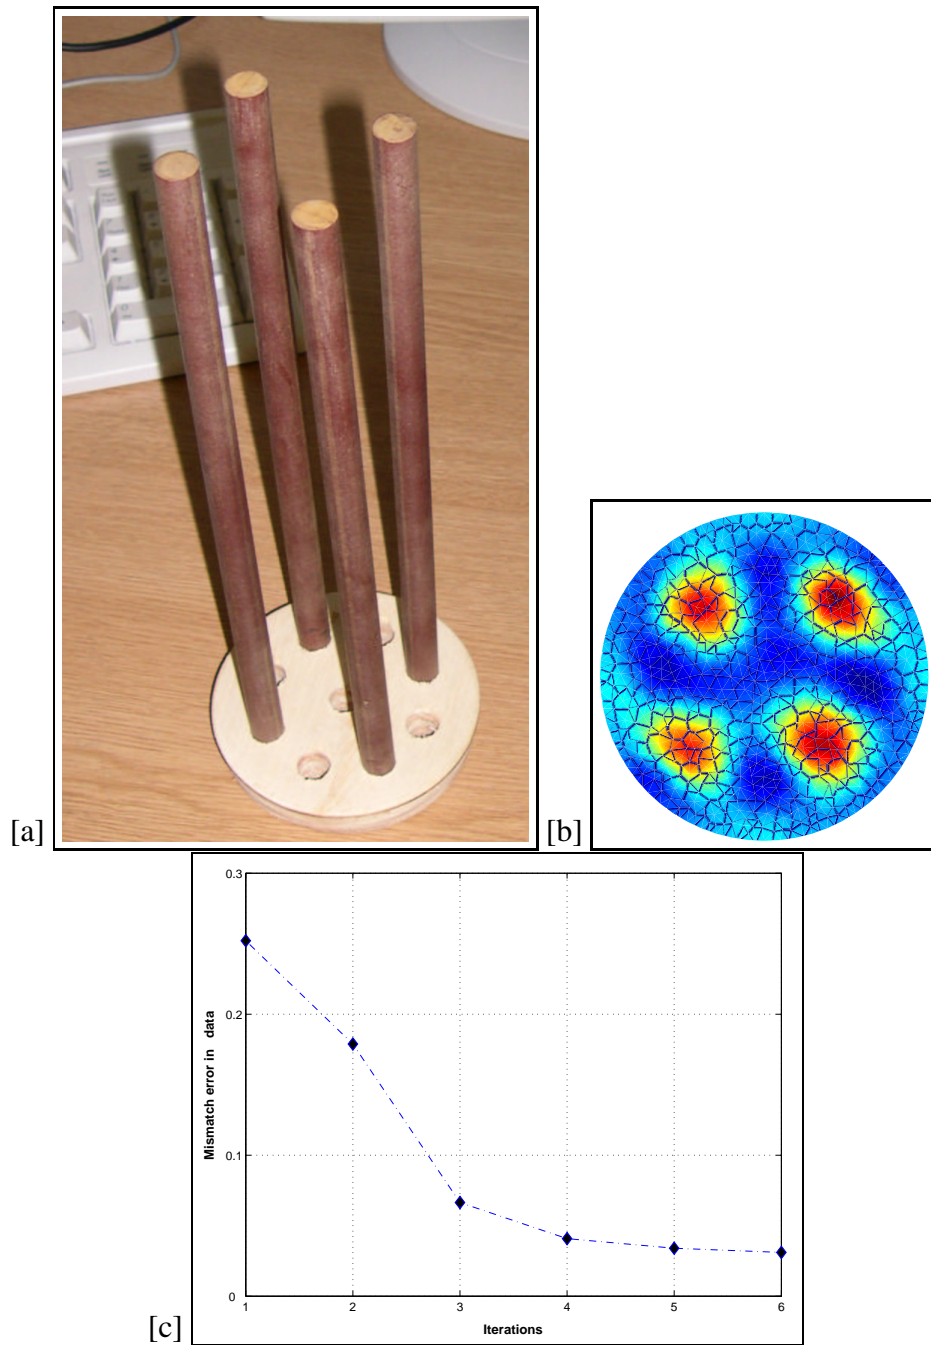 [a]
[b]
0.3
0.2
0.1
0
Mismatch error in data
1 2 3 4 5 6
Iterations
[c]